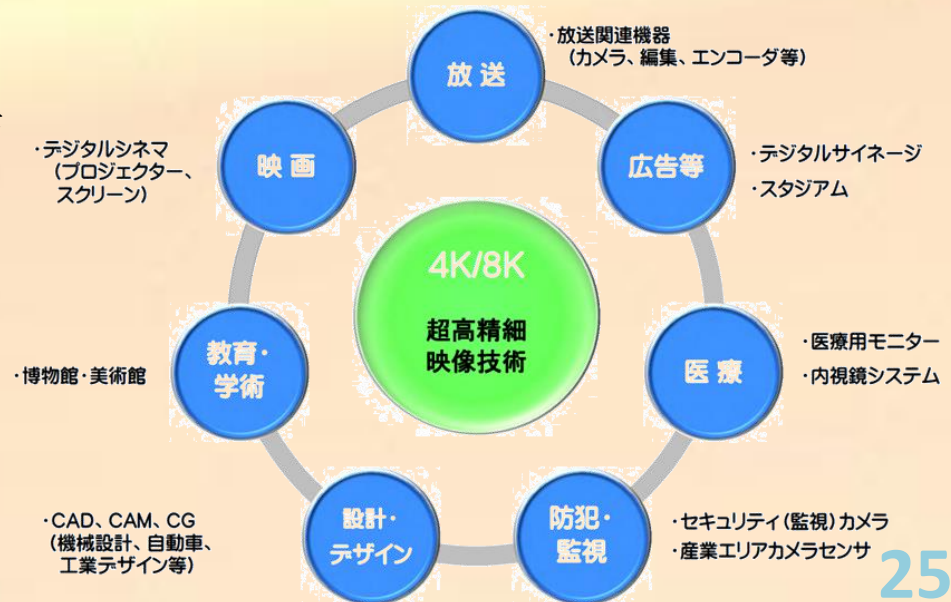 放送
・放送関連機器
（カメラ、編集、エンコーダ等）
広告等
・デジタルサイネージ
・スタジアム
医療
・医療用モニター
・内視鏡システム
防犯・
監視
・セキュリティ（監視）カメラ
・産業エリアカメラセンサ
設計・
デザイン
・CAD、CAM、CG
（機械設計、自動車、
工業デザイン等）
教育・
学術
・博物館・美術館
映画
・デジタルシネマ
（プロジェクター、
スクリーン）
4K/8K
超高精細
映像技術
25